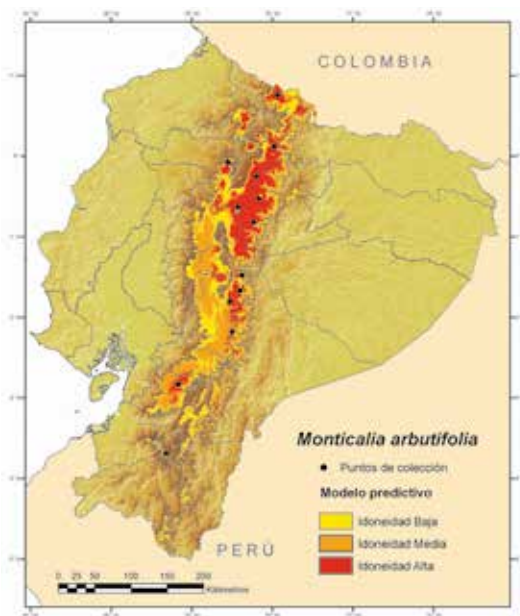 COLOMBIA
Monticalia arbutifolia
Puntos de colección
Modelo predictivo
Idoneidad Baja
Idoneidad Media
Idoneidad Alta
PERÚ
0 25 50 100 150 200
Kilómetros